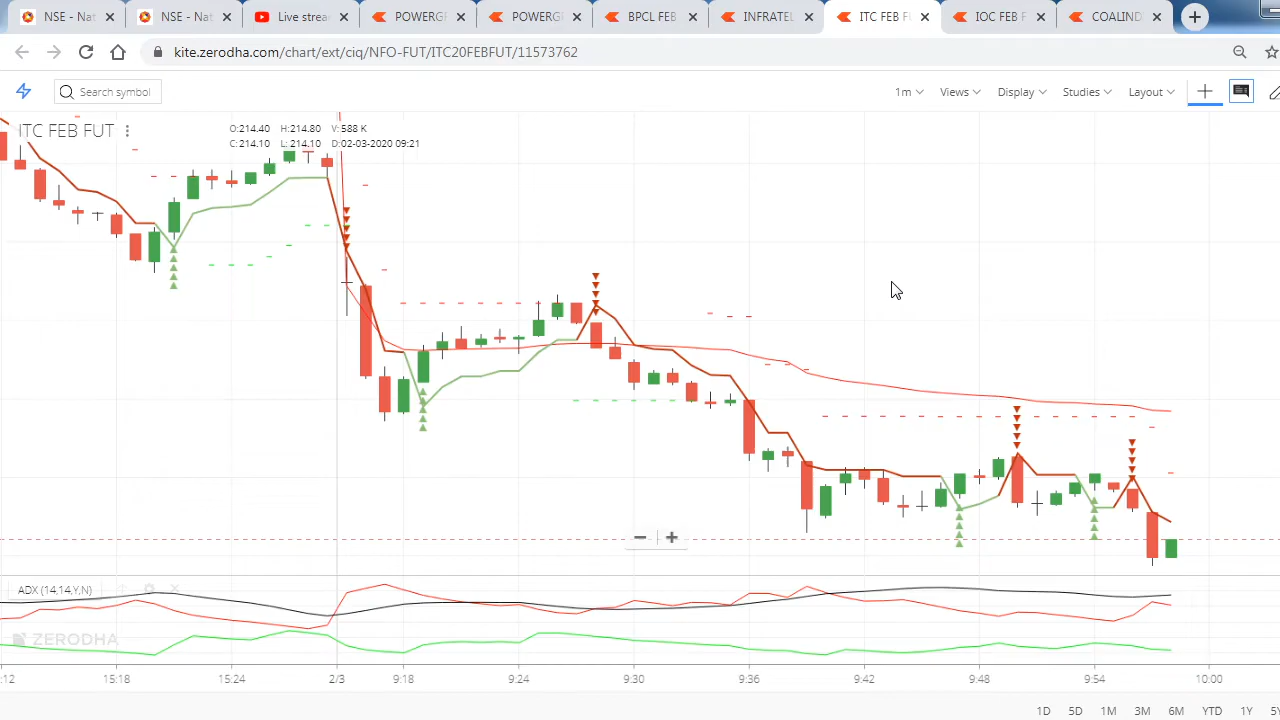 NSE - Nat
NSE - Nat
Live strea
POWERG
POWERG
BPCL FEB
INFRATEL
ITC FEB F
IOC FEB F
COALIND
kite.zerodha.com/chart/ext/ciq/NFO-FUT/ITC20FEBFUT/11573762
Search symbol
1m
Views
Display
Studies
Layout
ITC FEB FUT
O:214.40 H:214.80 V:588 K
C:214.10 L:214.10 D:02-03-2020 09:21
ADX (14,14,Y,N)
ZERODHA
:12 15:18 15:24 2/3 9:18 9:24 9:30 9:36 9:42 9:48 9:54 10:00
1D 5D 1M 3M 6M YTD 1Y 5Y